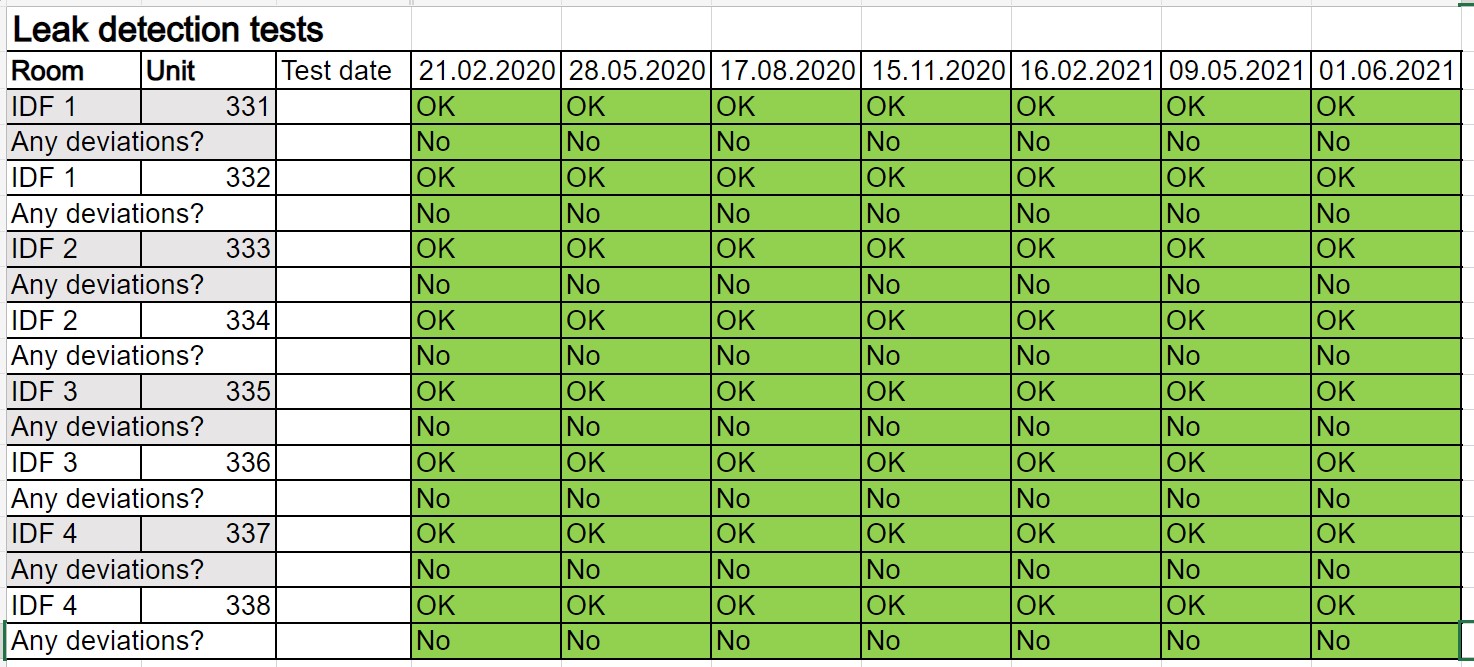 Leak detection tests
Room Unit Test date 21.02.2020 28.05.2020 17.08.2020 15.11.2020 16.02.2021 09.05.2021 01.06.2021
IDF 1 331 OK OK OK OK OK OK OK
Any deviations? No No No No No No No
IDF 1 332 OK OK OK OK OK OK OK
Any deviations? No No No No No No No
IDF 2 333 OK OK OK OK OK OK OK
Any deviations? No No No No No No No
IDF 2 334 OK OK OK OK OK OK OK
Any deviations? No No No No No No No
IDF 3 335 OK OK OK OK OK OK OK
Any deviations? No No No No No No No
IDF 3 336 OK OK OK OK OK OK OK
Any deviations? No No No No No No No
IDF 4 337 OK OK OK OK OK OK OK
Any deviations? No No No No No No No
IDF 4 338 OK OK OK OK OK OK OK
Any deviations? No No No No No No No